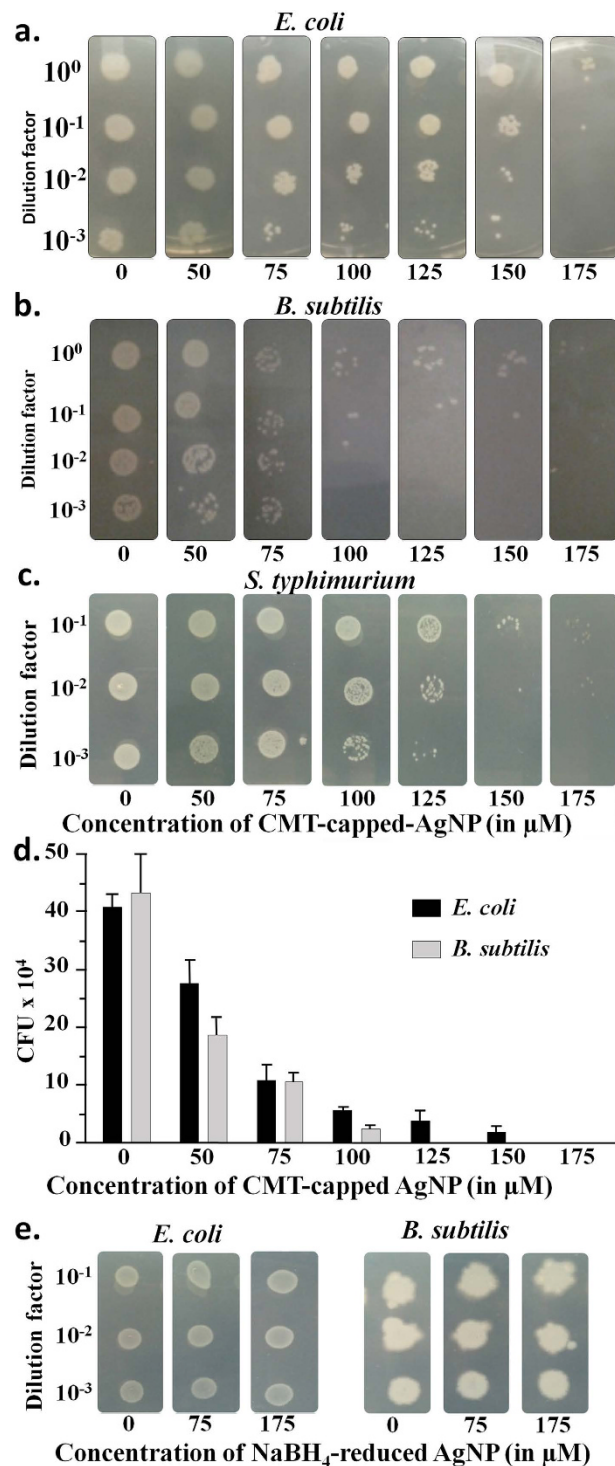 a.
E. coli
Dilution factor
10⁰
10⁻¹
10⁻²
10⁻³
0 50 75 100 125 150 175
b.
B. subtilis
Dilution factor
10⁰
10⁻¹
10⁻²
10⁻³
0 50 75 100 125 150 175
c.
S. typhimurium
Dilution factor
10⁻¹
10⁻²
10⁻³
0 50 75 100 125 150 175
Concentration of CMT-capped-AgNP (in µM)
d.
CFU x 10⁴
50
40
30
20
10
0
E. coli
B. subtilis
0 50 75 100 125 150 175
Concentration of CMT-capped AgNP (in µM)
e.
E. coli B. subtilis
Dilution factor
10⁻¹
10⁻²
10⁻³
0 75 175 0 75 175
Concentration of NaBH₄-reduced AgNP (in µM)